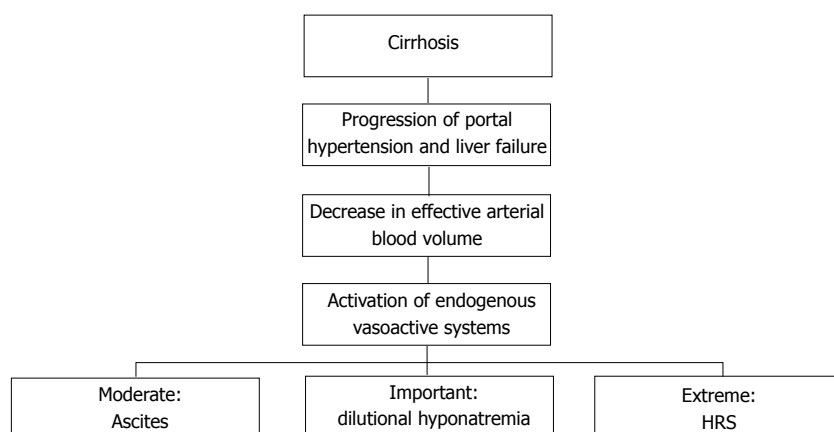 Cirrhosis
Progression of portal
hypertension and liver failure
Decrease in effective arterial
blood volume
Activation of endogenous
vasoactive systems
Moderate:
Ascites
Important:
dilutional hyponatremia
Extreme:
HRS